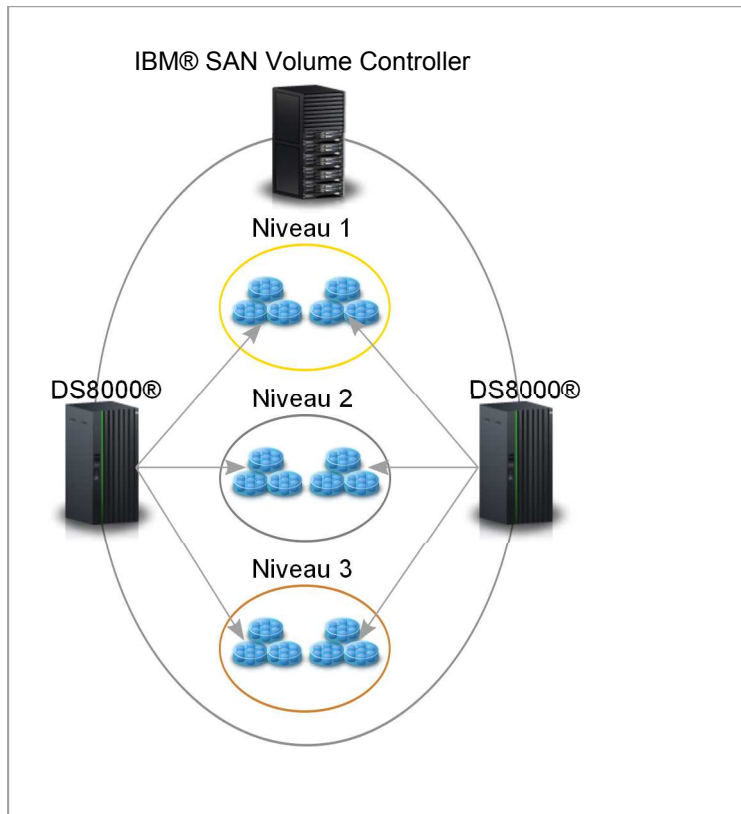 IBM® SAN Volume Controller
Niveau 1
DS8000®
DS8000®
Niveau 2
Niveau 3